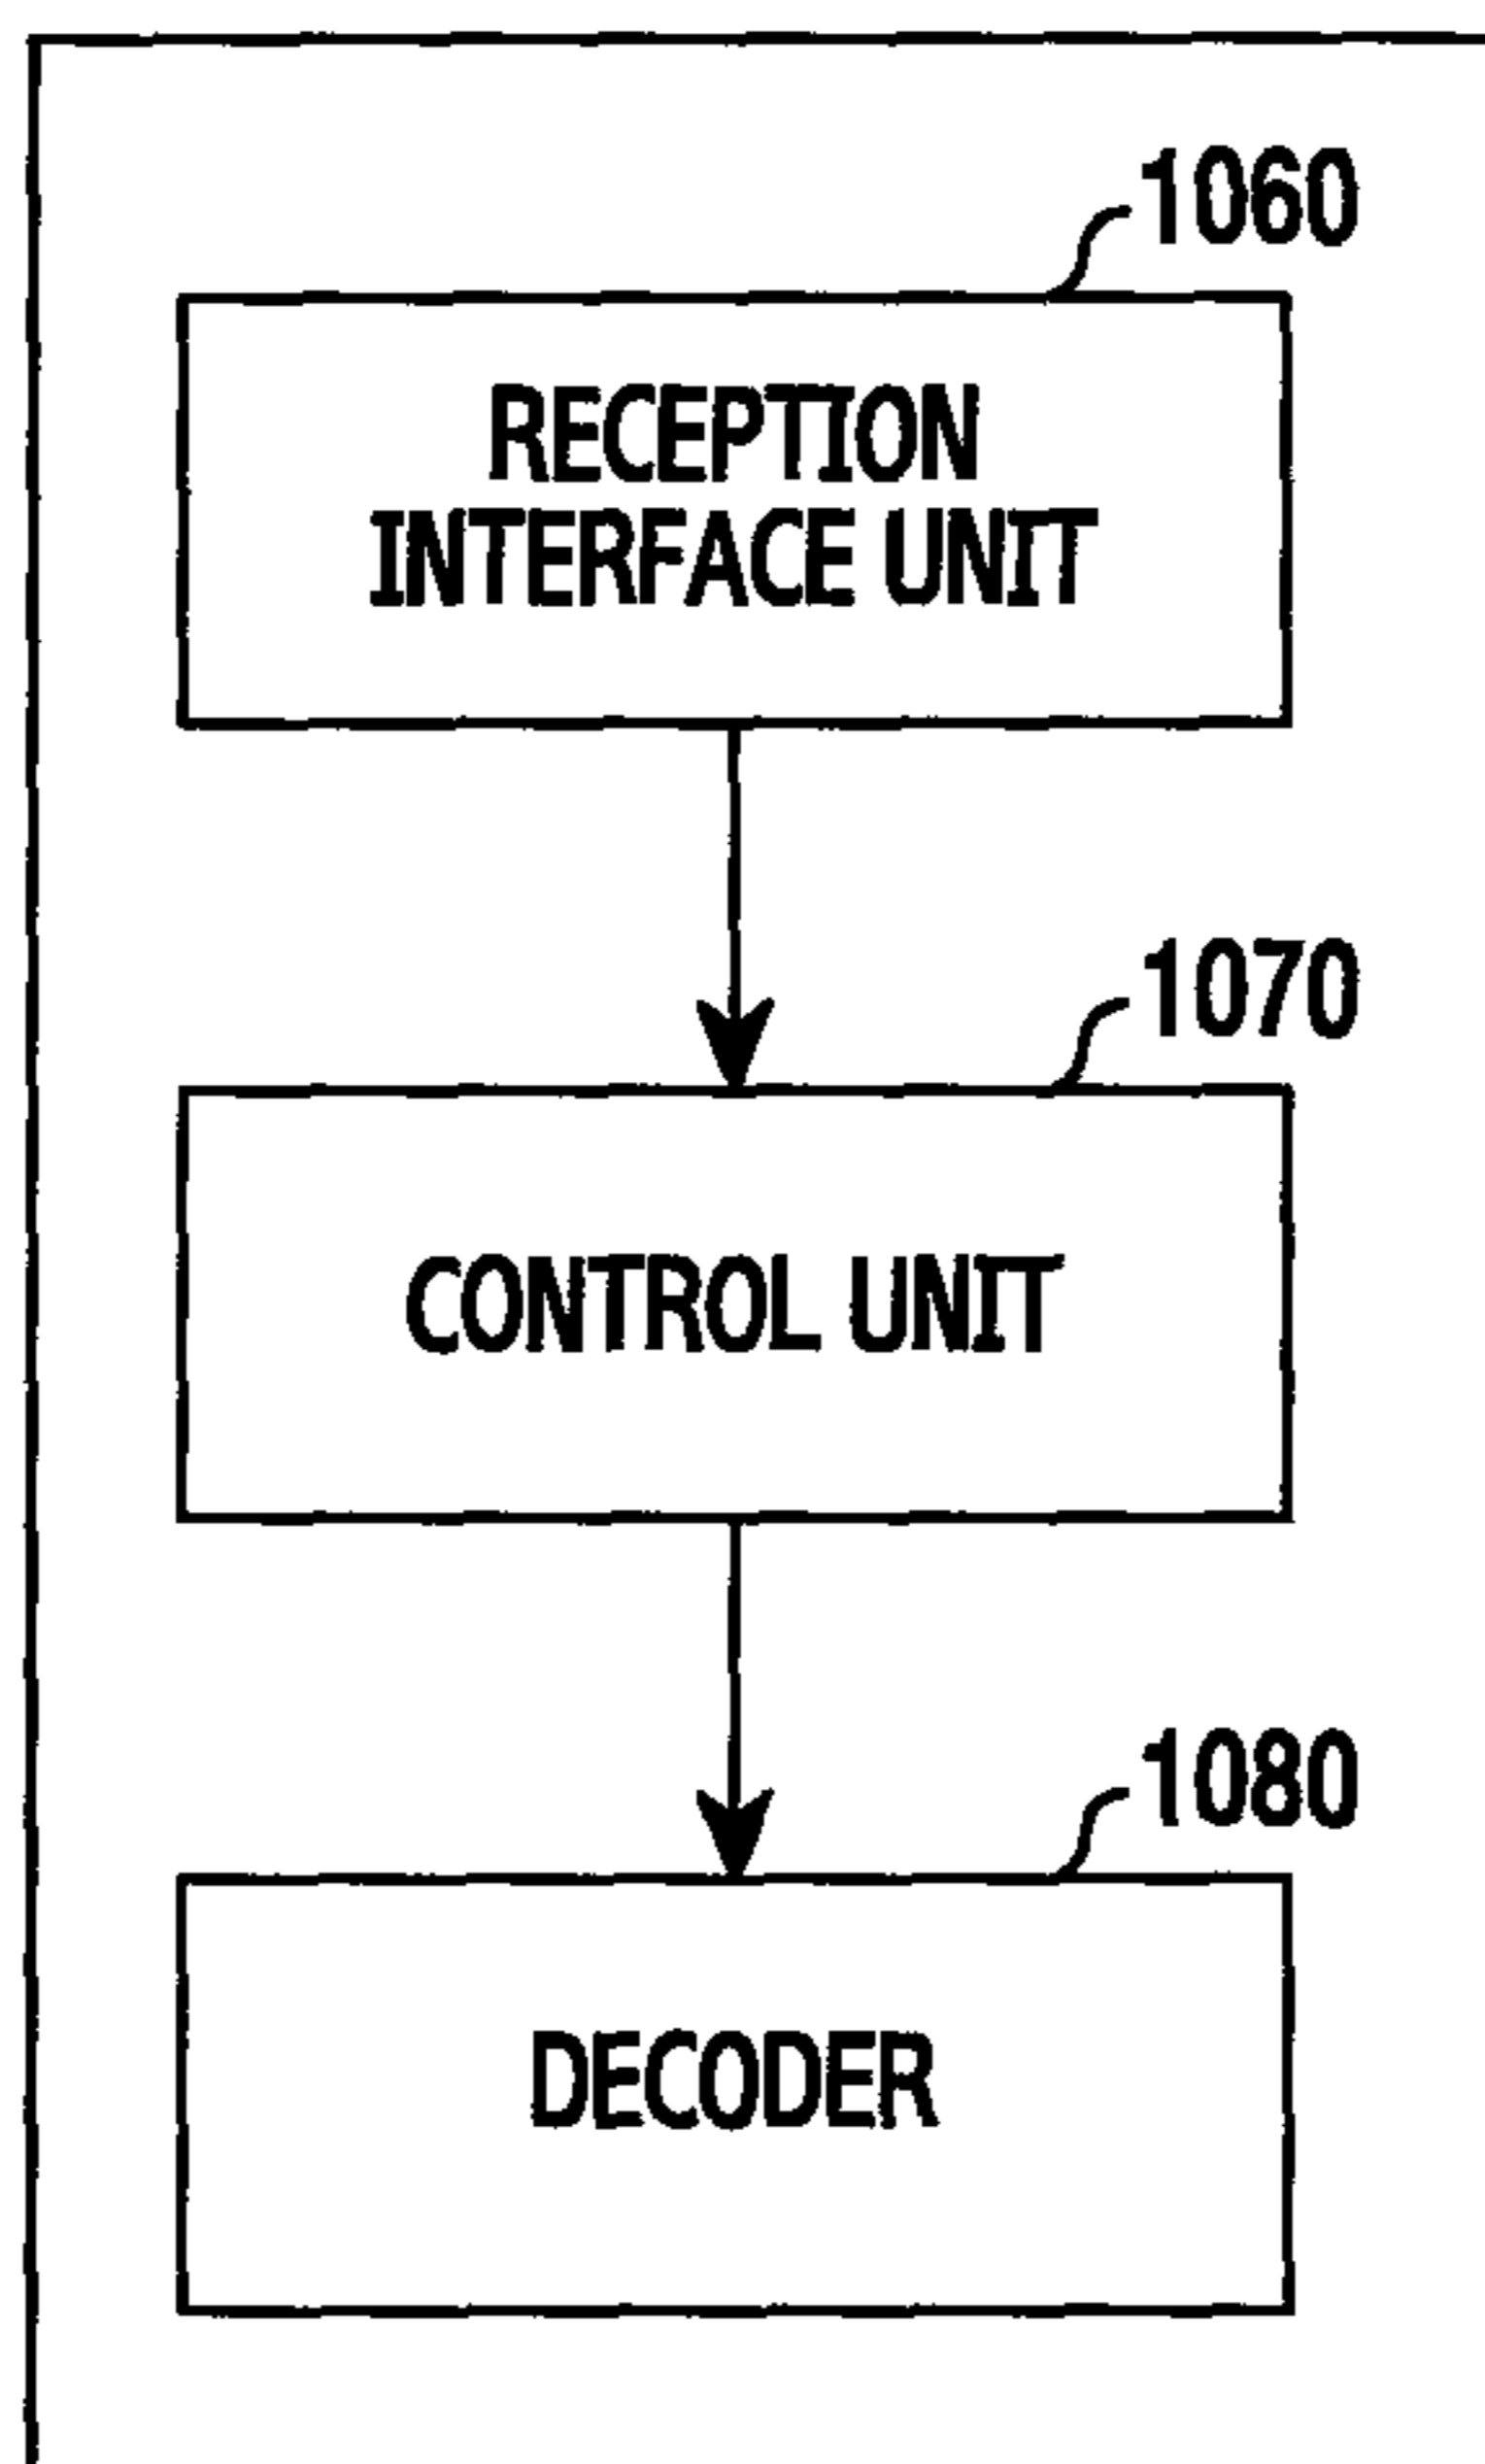 1060
RECEPTION
INTERFACE UNIT
1070
CONTROL UNIT
1080
DECODER